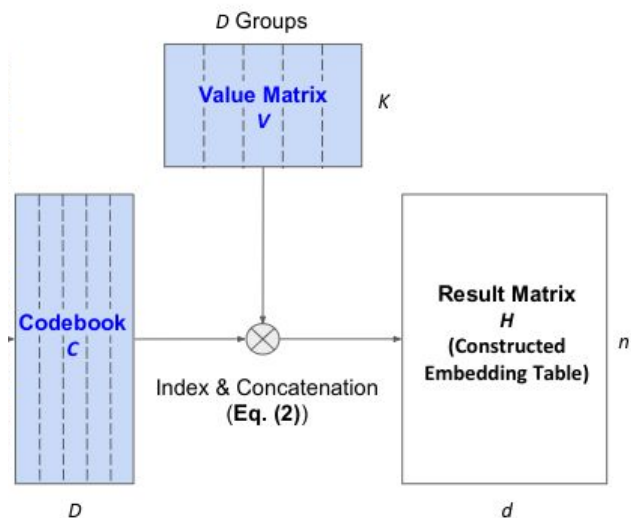 D Groups
Value Matrix
V
K
Codebook
C
Result Matrix
H
(Constructed
Embedding Table)
n
Index & Concatenation
(Eq. (2))
D
d